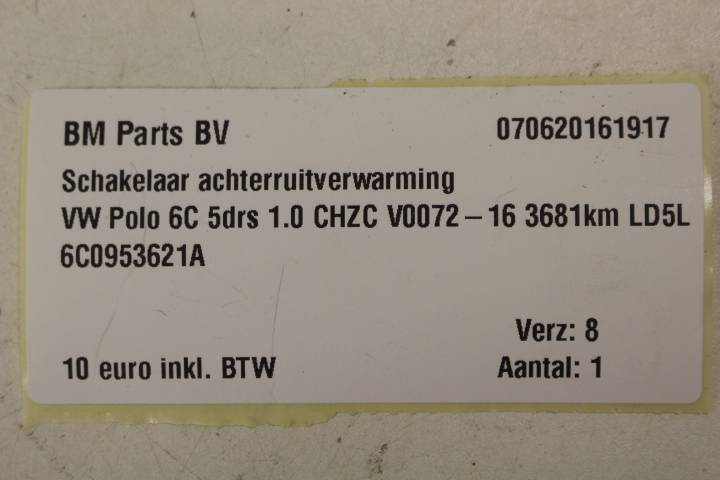 BM Parts BV 070620161917
Schakelaar achterruitverwarming
VW Polo 6C 5drs 1.0 CHZC V0072 – 16 3681km LD5L
6C0953621A
Verz: 8
10 euro inkl. BTW Aantal: 1